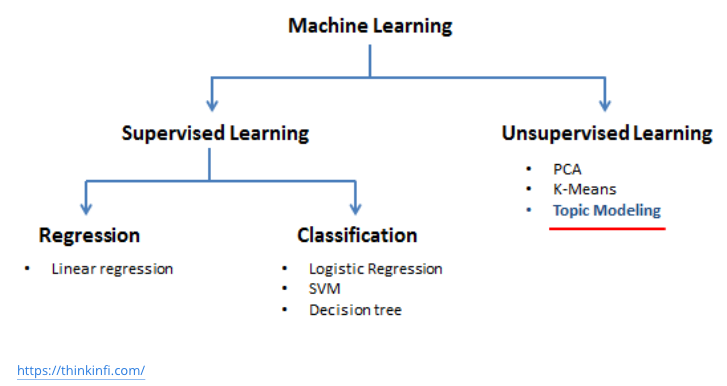 Machine Learning
Supervised Learning
Unsupervised Learning
• PCA
• K-Means
• Topic Modeling
Regression
• Linear regression
Classification
• Logistic Regression
• SVM
• Decision tree
https://thinkinfi.com/